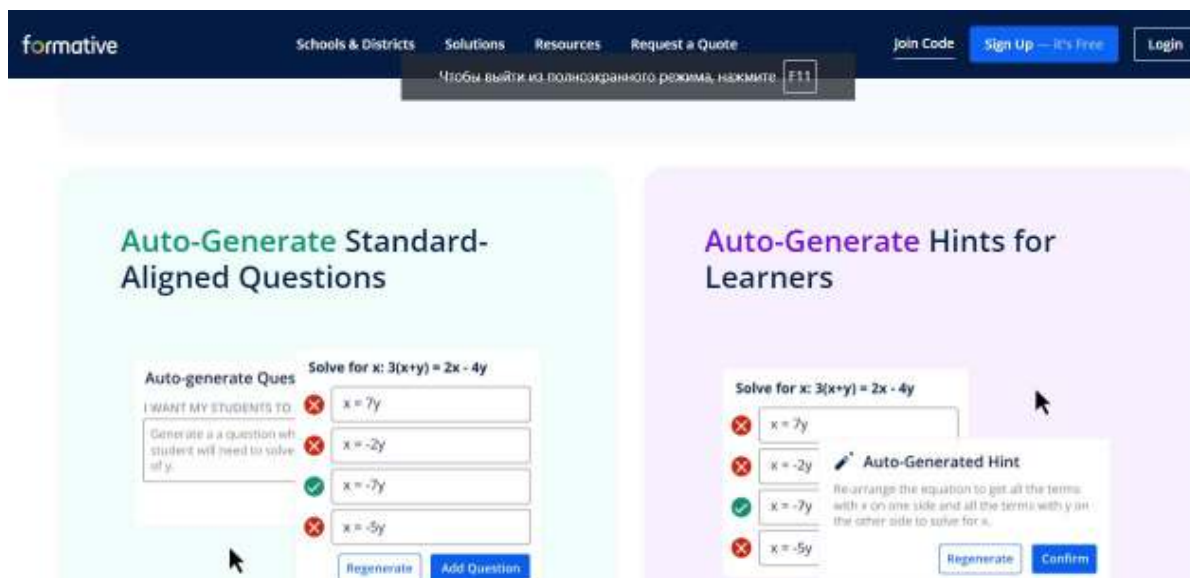 formative
Schools & Districts Solutions Resources Request a Quote
Join Code Sign Up — It's Free Login
Чтобы выйти из полноэкранного режима, нажмите F11
Auto-Generate Standard-
Aligned Questions
Auto-generate Ques
I WANT MY STUDENTS TO
Generate a a question wh
student will need to solve
of y.
Solve for x: 3(x+y) = 2x - 4y
x = 7y
x = -2y
x = -7y
x = -5y
Regenerate Add Question
Auto-Generate Hints for
Learners
Solve for x: 3(x+y) = 2x - 4y
x = 7y
x = -2y
x = -7y
x = -5y
Auto-Generated Hint
Re-arrange the equation to get all the terms
with x on one side and all the terms with y on
the other side to solve for x.
Regenerate Confirm